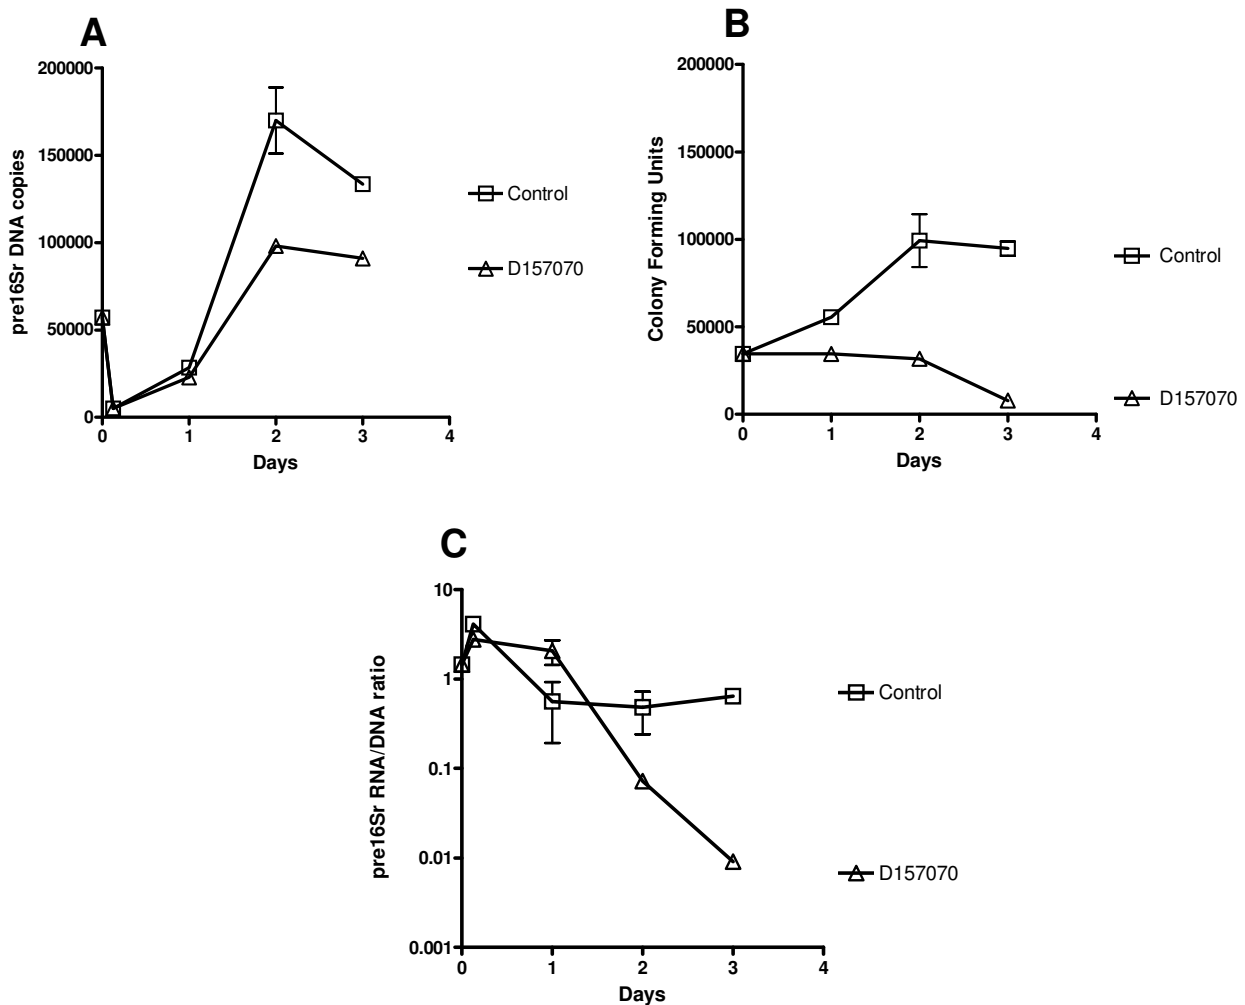 A
200000
150000
100000
50000
0
pre16Sr DNA copies
0 1 2 3 4
Days
Control
D157070
B
200000
150000
100000
50000
0
Colony Forming Units
0 1 2 3 4
Days
Control
D157070
C
10
1
0.1
0.01
0.001
pre16Sr RNA/DNA ratio
0 1 2 3 4
Days
Control
D157070